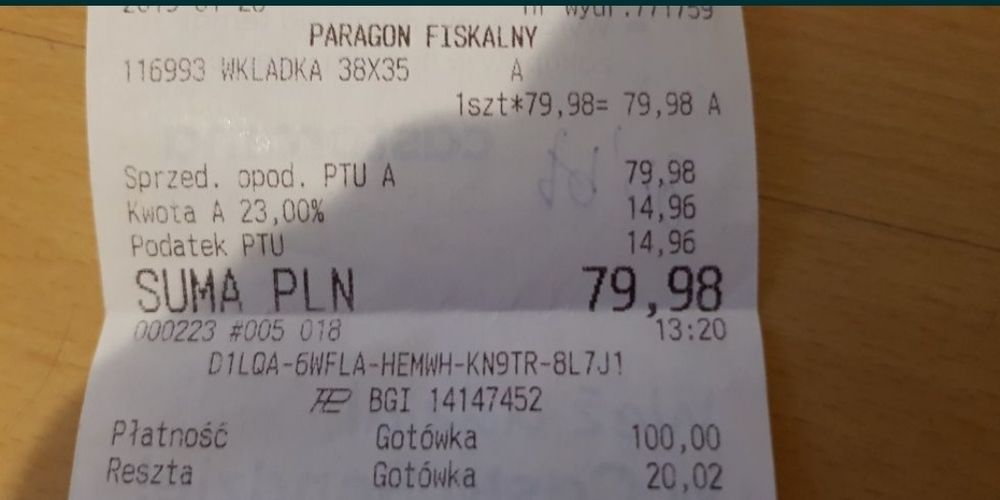 PARAGON FISKALNY
116993 WKLADKA 38X35 A
1szt*79,98= 79,98 A
Sprzed. opod. PTU A 79,98
Kwota A 23,00% 14,96
Podatek PTU 14,96
SUMA PLN 79,98
000223 #005 018 13:20
D1LQA-6WFLA-HEMWH-KN9TR-8L7J1
BGI 14147452
Płatność Gotówka 100,00
Reszta Gotówka 20,02